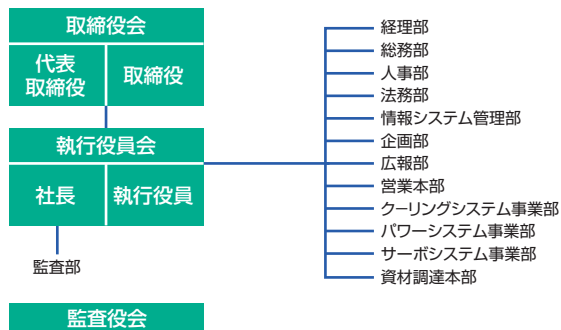 取締役会
代表
取締役
取締役
執行役員会
社長
執行役員
監査部
監査役会
経理部
総務部
人事部
法務部
情報システム管理部
企画部
広報部
営業本部
クーリングシステム事業部
パワーシステム事業部
サーボシステム事業部
資材調達本部